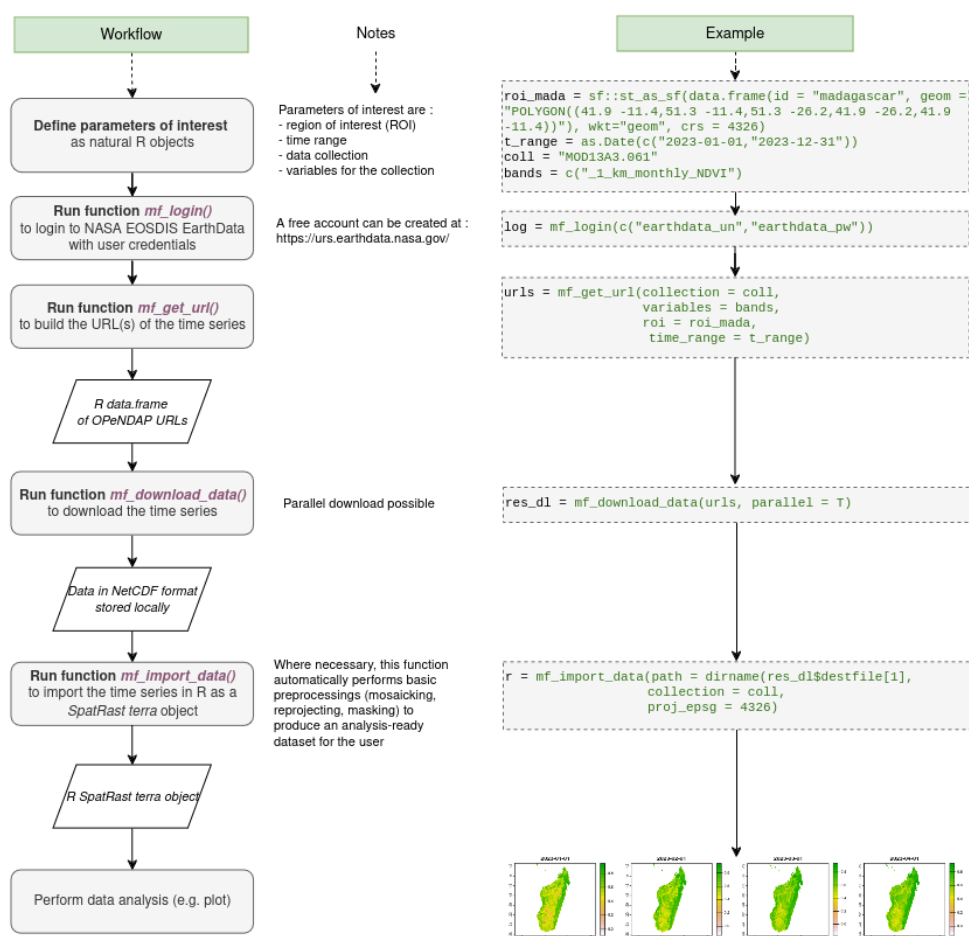 Workflow
Notes
Example
Define parameters of interest
as natural R objects
Parameters of interest are :
- region of interest (ROI)
- time range
- data collection
- variables for the collection
roi_mada = sf::st_as_sf(data.frame(id = "madagascar", geom =
"POLYGON((41.9 -11.4,51.3 -11.4,51.3 -26.2,41.9 -26.2,41.9
-11.4))"), wkt="geom", crs = 4326)
t_range = as.Date(c("2023-01-01,"2023-12-31"))
coll = "MOD13A3.061"
bands = c("_1_km_monthly_NDVI")
Run function mf_login()
to login to NASA EOSDIS EarthData
with user credentials
A free account can be created at :
https://urs.earthdata.nasa.gov/
log = mf_login(c("earthdata_un","earthdata_pw"))
Run function mf_get_url()
to build the URL(s) of the time series
urls = mf_get_url(collection = coll,
variables = bands,
roi = roi_mada,
time_range = t_range)
R data.frame
of OPeNDAP URLs
Run function mf_download_data()
to download the time series
Parallel download possible
res_dl = mf_download_data(urls, parallel = T)
Data in NetCDF format
stored locally
Run function mf_import_data()
to import the time series in R as a
SpatRast terra object
Where necessary, this function
automatically performs basic
preprocessings (mosaicking,
reprojecting, masking) to
produce an analysis-ready
dataset for the user
r = mf_import_data(path = dirname(res_dl$destfile[1],
collection = coll,
proj_epsg = 4326)
R SpatRast terra object
Perform data analysis (e.g. plot)